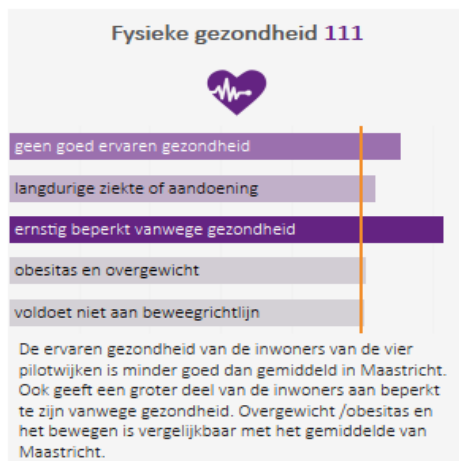 Fysieke gezondheid 111
geen goed ervaren gezondheid
langdurige ziekte of aandoening
ernstig beperkt vanwege gezondheid
obesitas en overgewicht
voldoet niet aan beweegrichtlijn
De ervaren gezondheid van de inwoners van de vier
pilotwijken is minder goed dan gemiddeld in Maastricht.
Ook geeft een groter deel van de inwoners aan beperkt
te zijn vanwege gezondheid. Overgewicht /obesitas en
het bewegen is vergelijkbaar met het gemiddelde van
Maastricht.